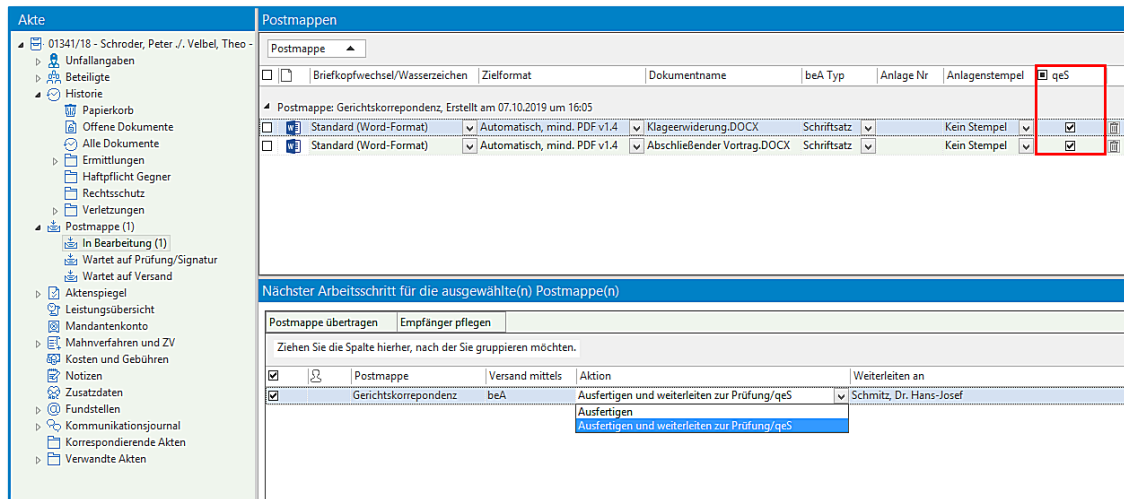 Akte
01341/18 - Schroder, Peter ./. Velbel, Theo -
Unfallangaben
Beteiligte
Historie
Papierkorb
Offene Dokumente
Alle Dokumente
Ermittlungen
Haftpflicht Gegner
Rechtsschutz
Verletzungen
Postmappe (1)
In Bearbeitung (1)
Wartet auf Prüfung/Signatur
Wartet auf Versand
Aktenspiegel
Leistungsübersicht
Mandantenkonto
Mahnverfahren und ZV
Kosten und Gebühren
Notizen
Zusatzdaten
Fundstellen
Kommunikationsjournal
Korrespondierende Akten
Verwandte Akten
Postmappen
Postmappe
Briefkopfwechsel/Wasserzeichen Zielformat Dokumentname beA Typ Anlage Nr Anlagenstempel qeS
Postmappe: Gerichtskorrepondenz, Erstellt am 07.10.2019 um 16:05
Standard (Word-Format) Automatisch, mind. PDF v1.4 Klageerwiderung.DOCX Schriftsatz Kein Stempel
Standard (Word-Format) Automatisch, mind. PDF v1.4 Abschließender Vortrag.DOCX Schriftsatz Kein Stempel
Nächster Arbeitsschritt für die ausgewählte(n) Postmappe(n)
Postmappe übertragen Empfänger pflegen
Ziehen Sie die Spalte hierher, nach der Sie gruppieren möchten.
Postmappe Versand mittels Aktion Weiterleiten an
Gerichtskorrepondenz beA Ausfertigen und weiterleiten zur Prüfung/qeS Schmitz, Dr. Hans-Josef
Ausfertigen
Ausfertigen und weiterleiten zur Prüfung/qeS